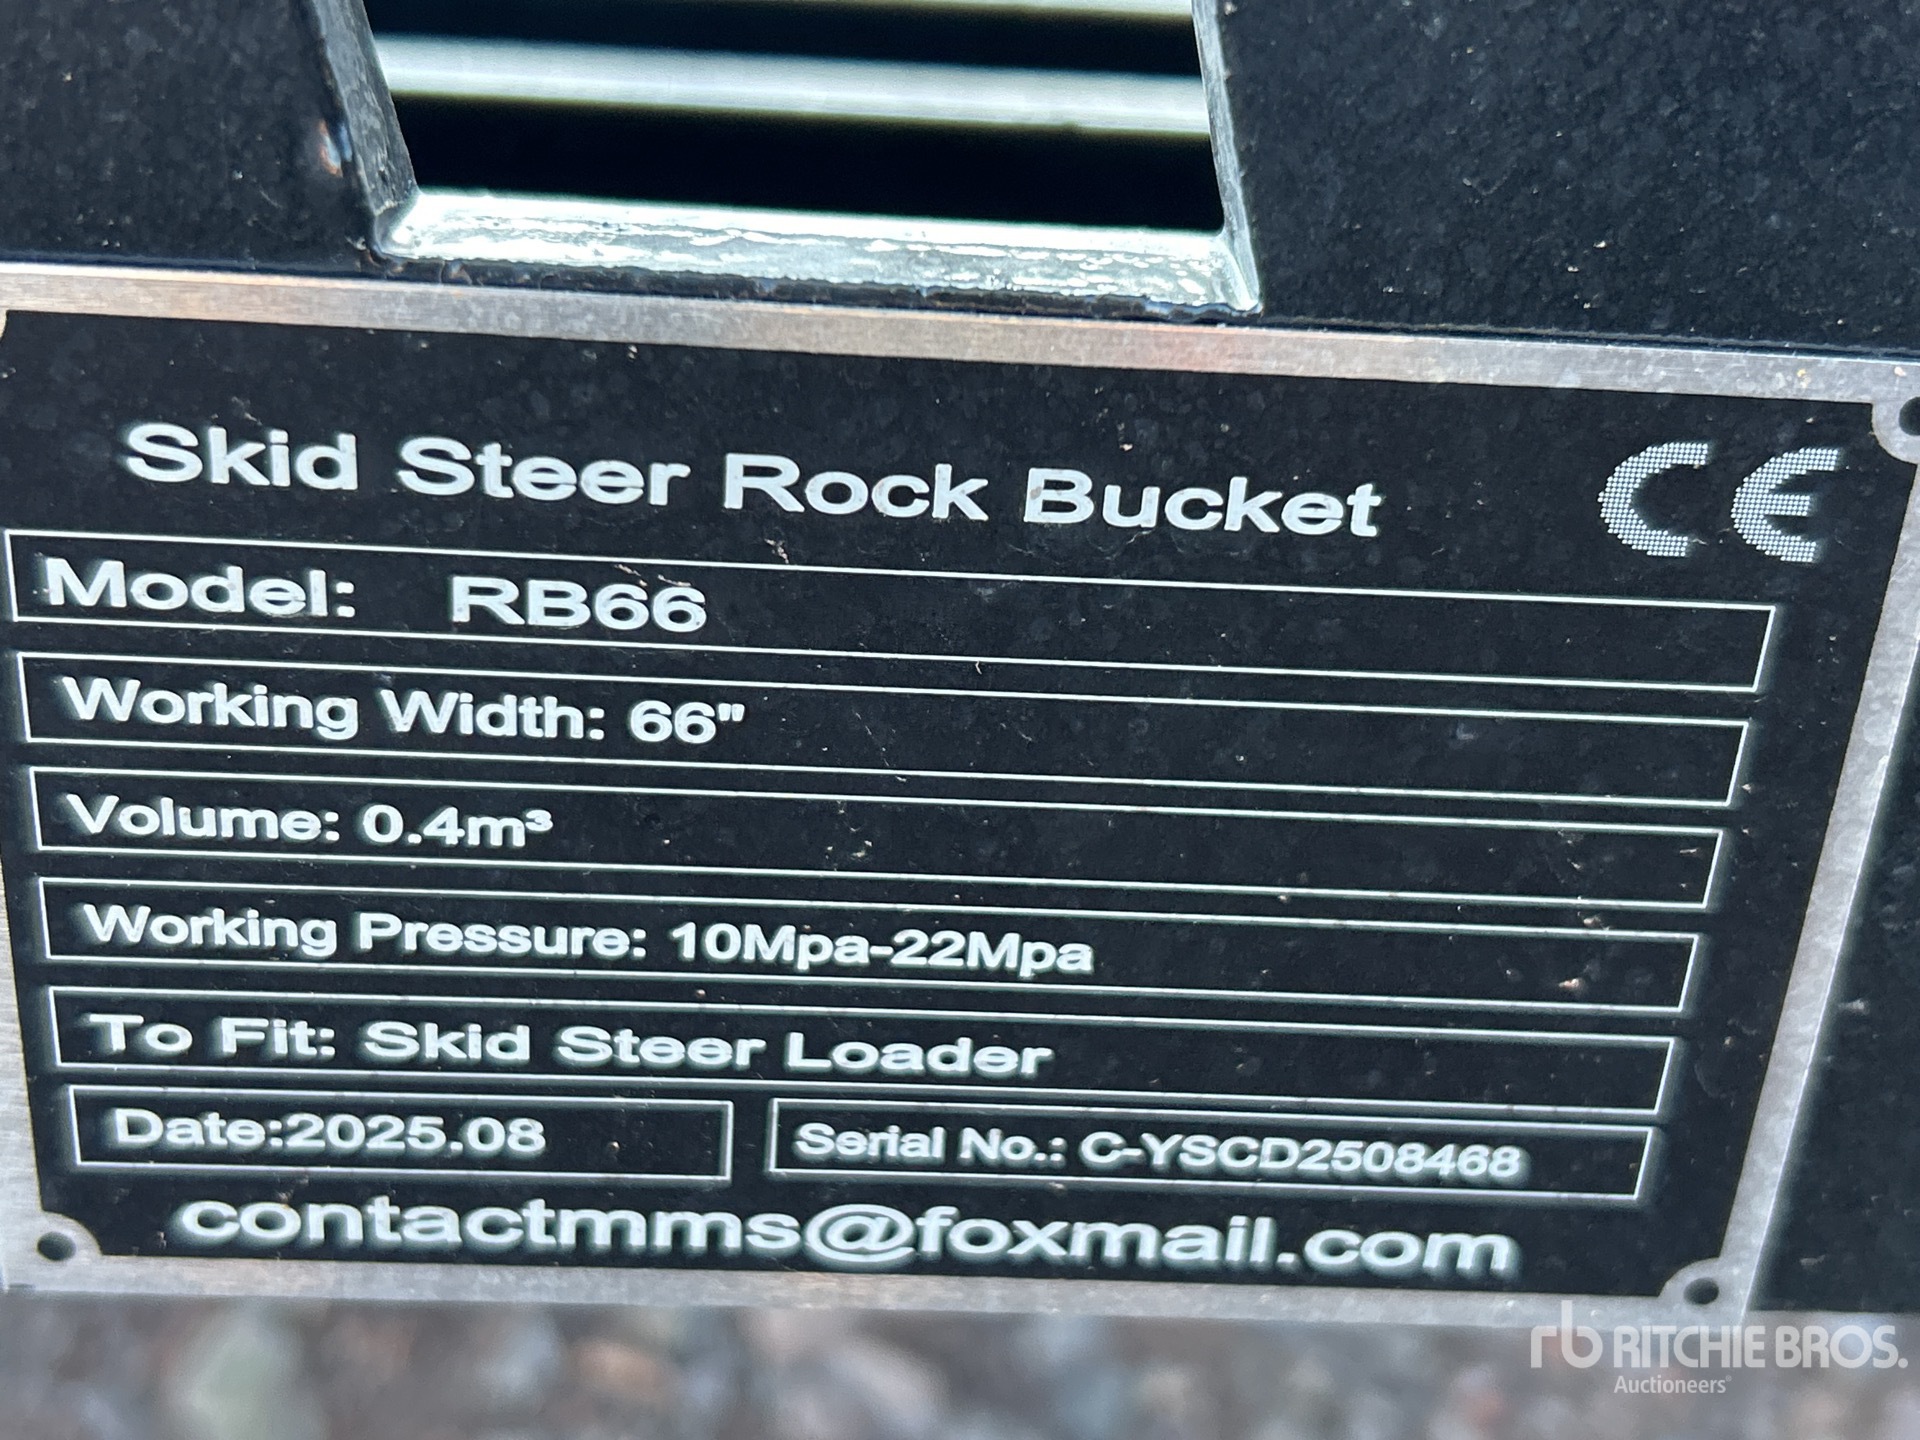 Skid Steer Rock Bucket CE
Model: RB66
Working Width: 66"
Volume: 0.4m³
Working Pressure: 10Mpa-22Mpa
To Fit: Skid Steer Loader
Date:2025.08 Serial No.: C-YSCD2508468
contactmms@foxmail.com
rb RITCHIE BROS.
Auctioneers